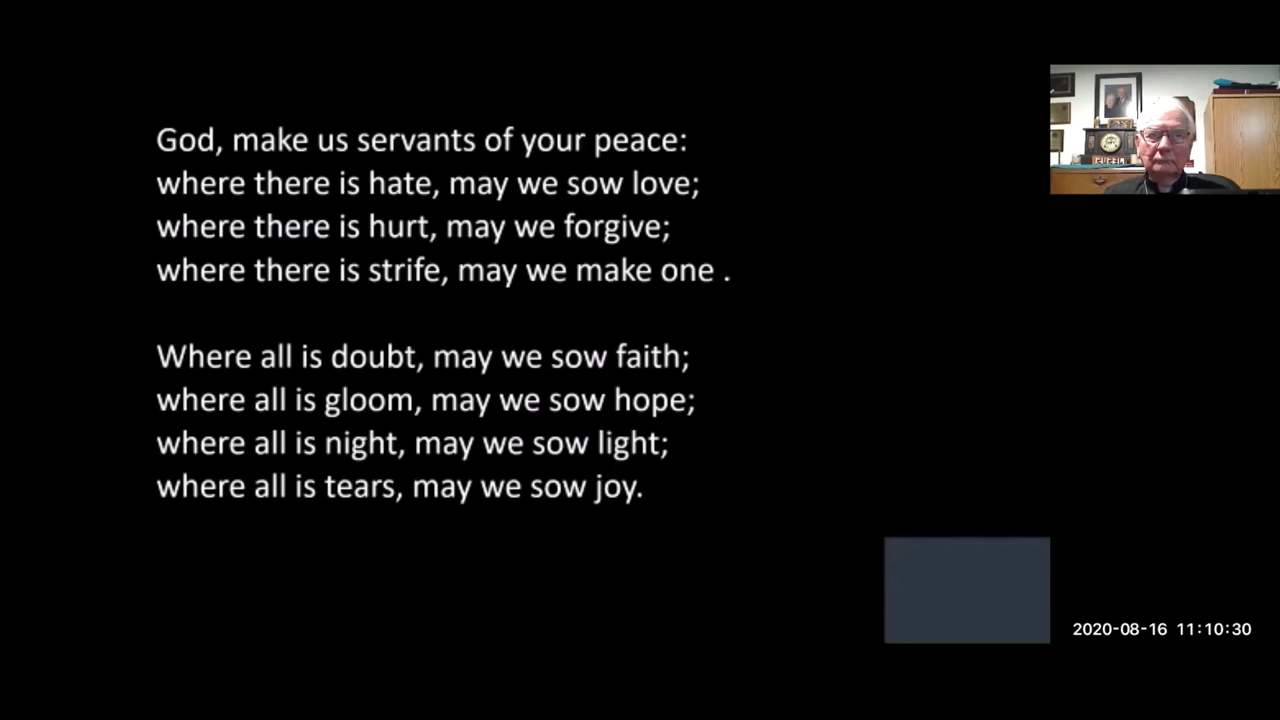 God, make us servants of your peace:
where there is hate, may we sow love;
where there is hurt, may we forgive;
where there is strife, may we make one .
Where all is doubt, may we sow faith;
where all is gloom, may we sow hope;
where all is night, may we sow light;
where all is tears, may we sow joy.
2020-08-16 11:10:30